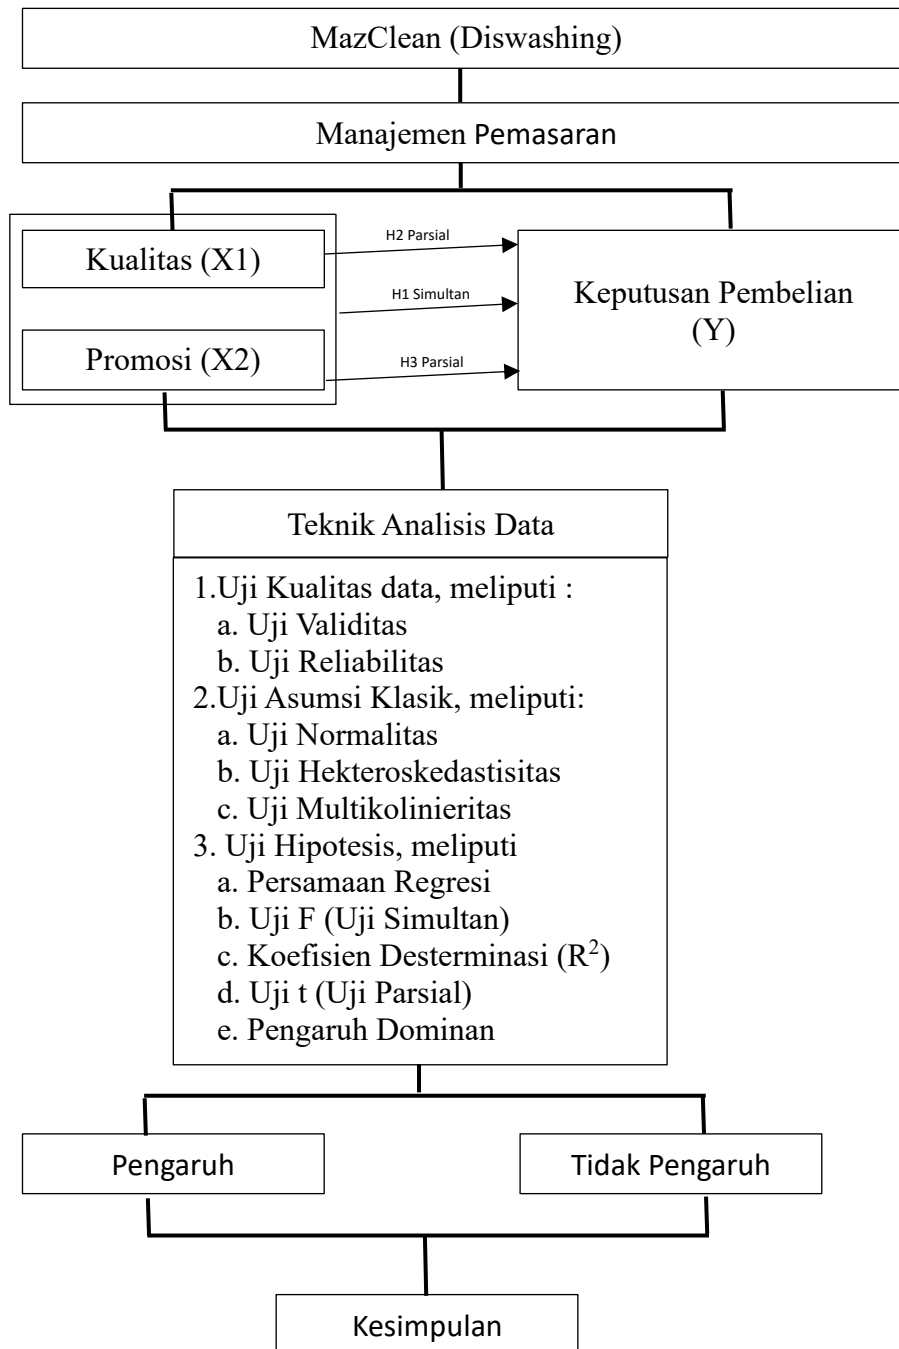 MazClean (Diswashing)
Manajemen Pemasaran
Kualitas (X1)
H2 Parsial
H1 Simultan
Keputusan Pembelian
(Y)
Promosi (X2)
H3 Parsial
Teknik Analisis Data
1.Uji Kualitas data, meliputi :
a. Uji Validitas
b. Uji Reliabilitas
2.Uji Asumsi Klasik, meliputi:
a. Uji Normalitas
b. Uji Hekteroskedastisitas
c. Uji Multikolinieritas
3. Uji Hipotesis, meliputi
a. Persamaan Regresi
b. Uji F (Uji Simultan)
c. Koefisien Desterminasi (R²)
d. Uji t (Uji Parsial)
e. Pengaruh Dominan
Pengaruh
Tidak Pengaruh
Kesimpulan